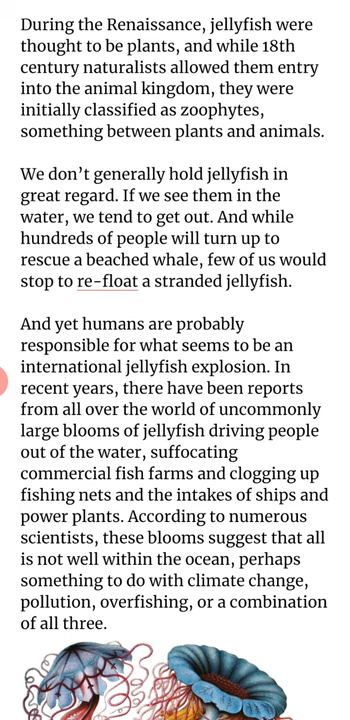 During the Renaissance, jellyfish were
thought to be plants, and while 18th
century naturalists allowed them entry
into the animal kingdom, they were
initially classified as zoophytes,
something between plants and animals.
We don’t generally hold jellyfish in
great regard. If we see them in the
water, we tend to get out. And while
hundreds of people will turn up to
rescue a beached whale, few of us would
stop to re-float a stranded jellyfish.
And yet humans are probably
responsible for what seems to be an
international jellyfish explosion. In
recent years, there have been reports
from all over the world of uncommonly
large blooms of jellyfish driving people
out of the water, suffocating
commercial fish farms and clogging up
fishing nets and the intakes of ships and
power plants. According to numerous
scientists, these blooms suggest that all
is not well within the ocean, perhaps
something to do with climate change,
pollution, overfishing, or a combination
of all three.